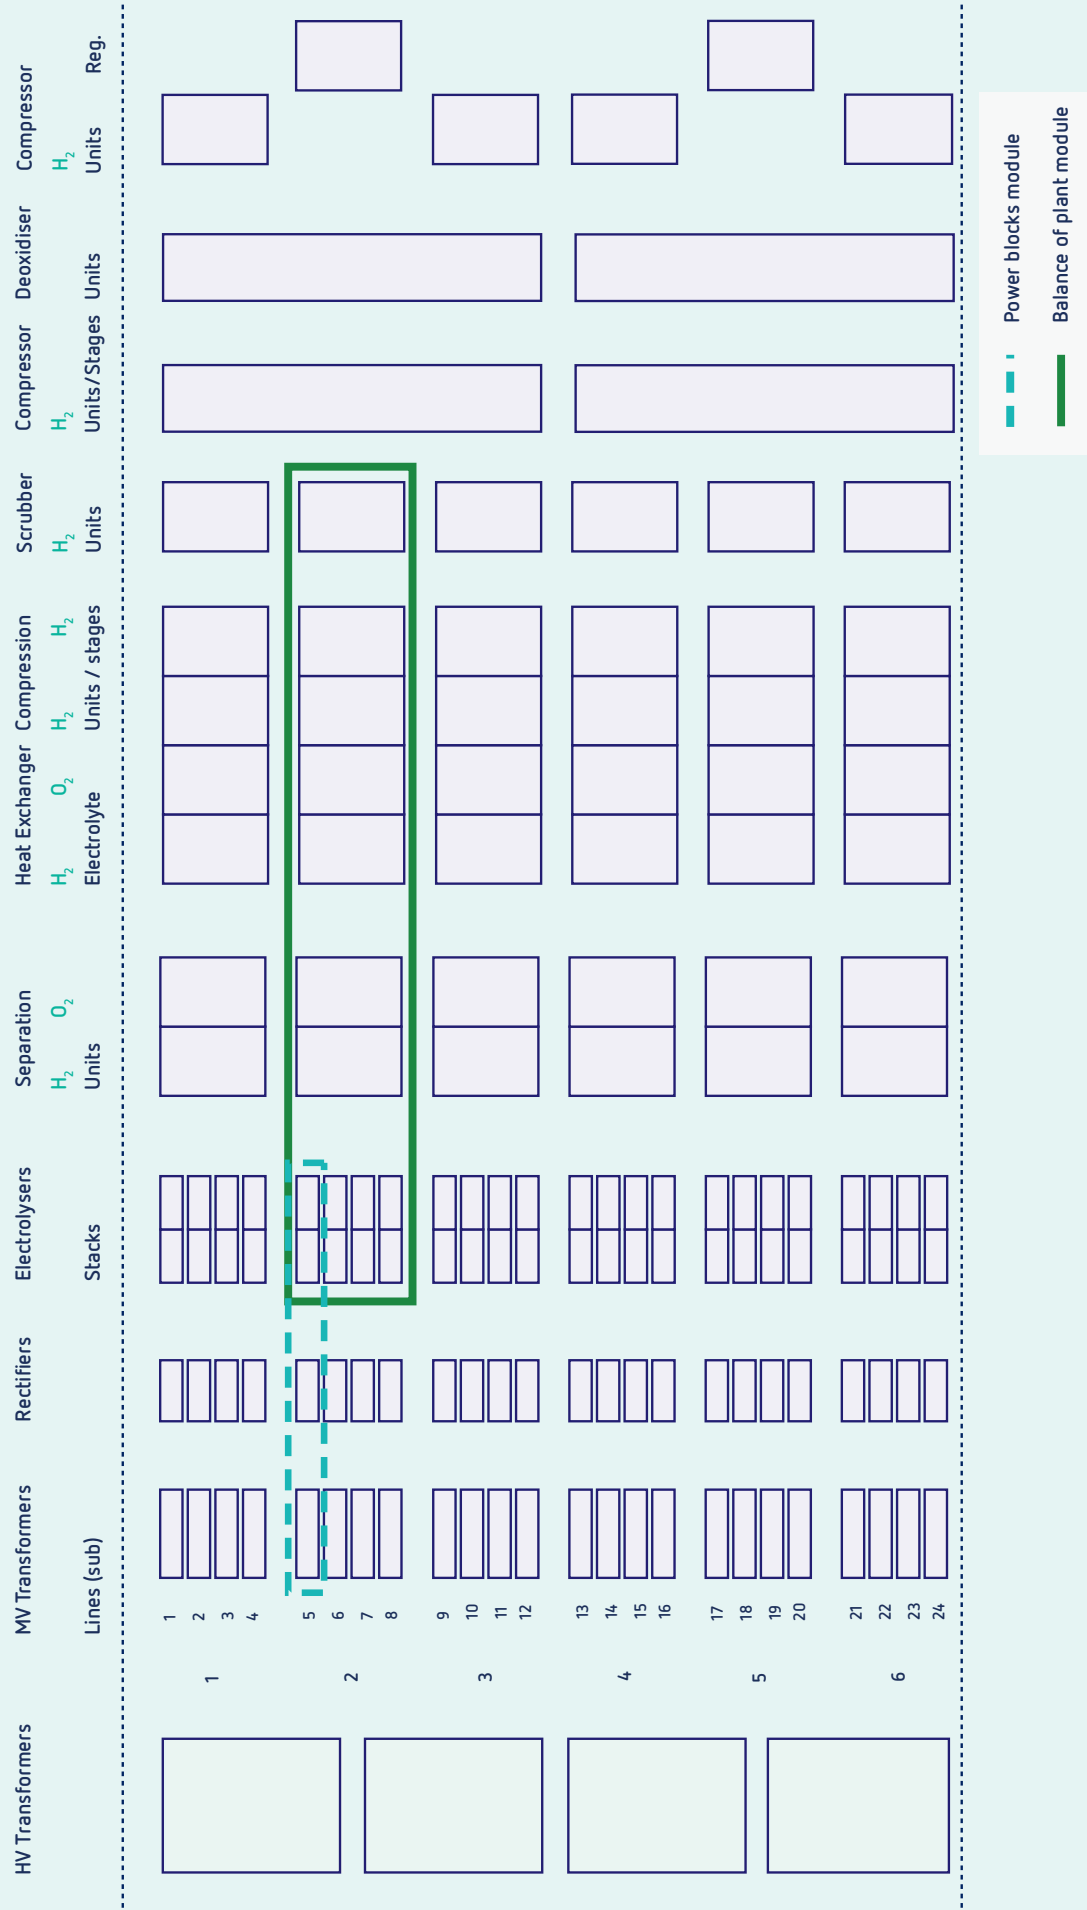 HV Transformers
MV Transformers
Rectifiers
Electrolysers
Separation
Heat Exchanger
Compression
Scrubber
Compressor
Deoxidiser
Compressor
H2
O2
H2
O2
H2
H2
H2
H2
H2
Lines (sub)
Stacks
Units
Electrolyte
Units / stages
Units
Units/Stages
Units
Units
Reg.
1
1
2
3
4
2
5
6
7
8
3
9
10
11
12
4
13
14
15
16
5
17
18
19
20
6
21
22
23
24
Power blocks module
Balance of plant module